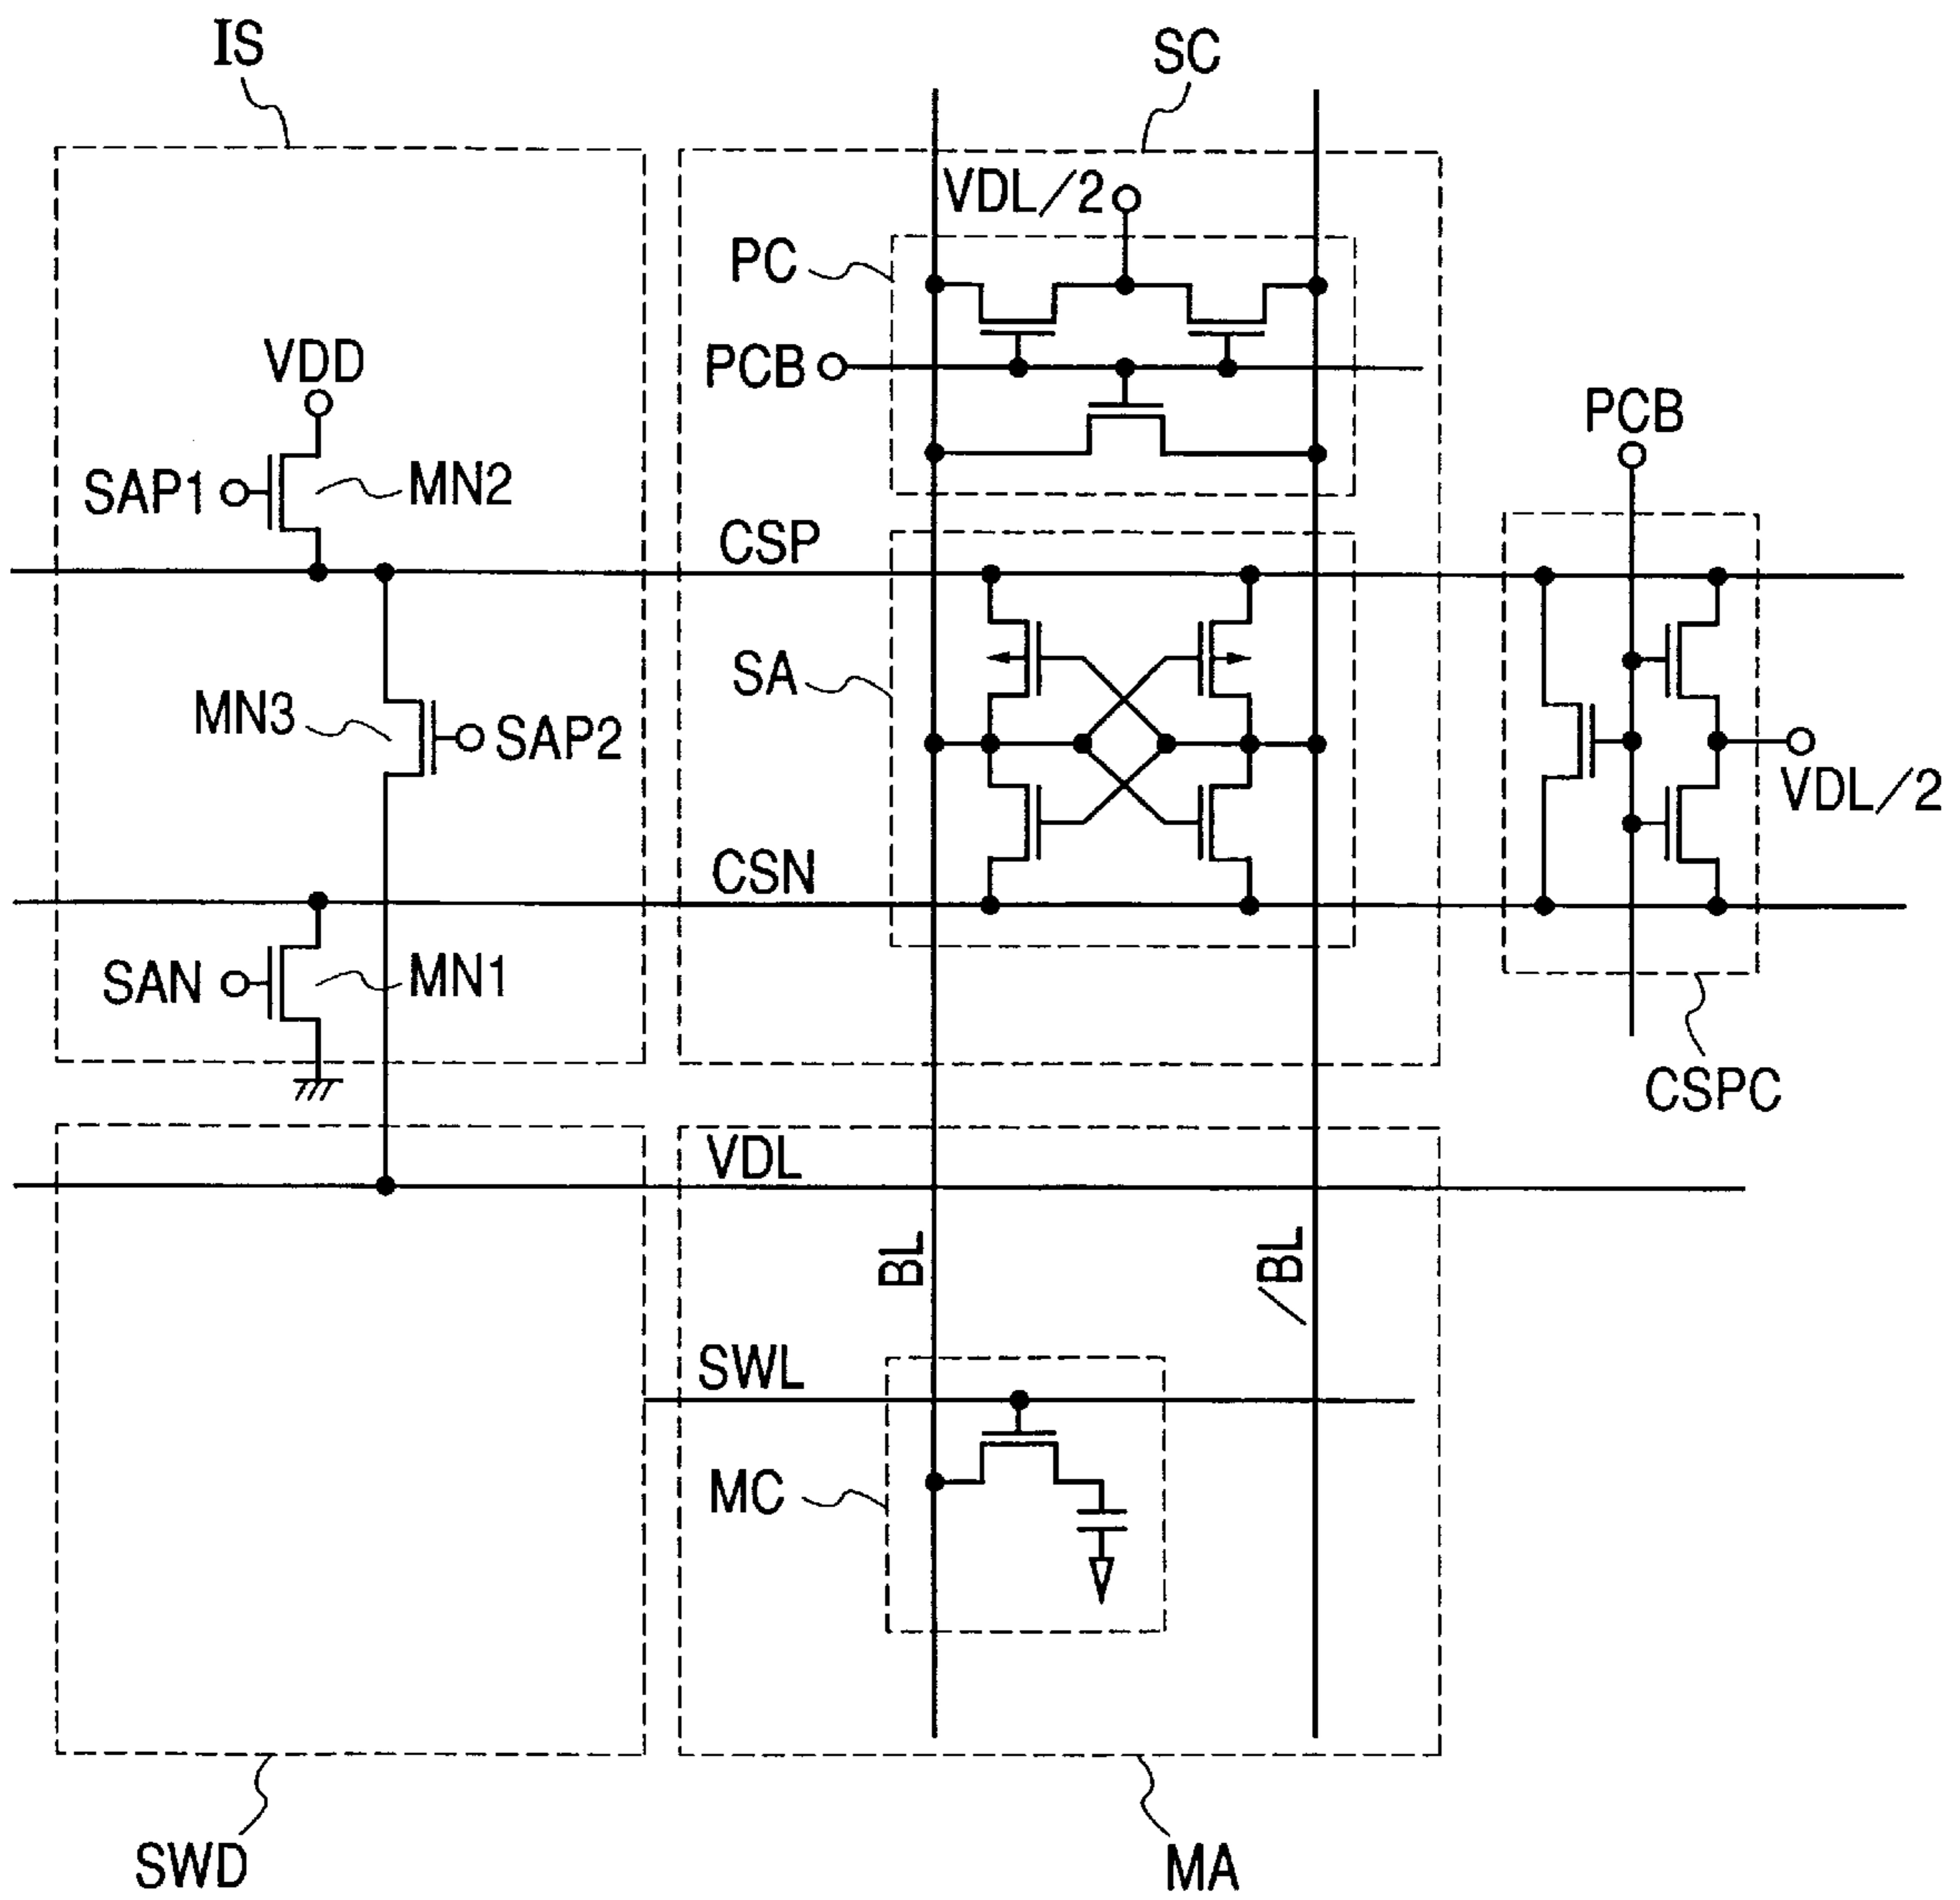 IS
SC
VDL/2
PC
VDD
PCB
PCB
SAP1
MN2
CSP
SA
MN3
SAP2
VDL/2
CSN
SAN
MN1
CSPC
VDL
BL
/BL
SWL
MC
SWD
MA